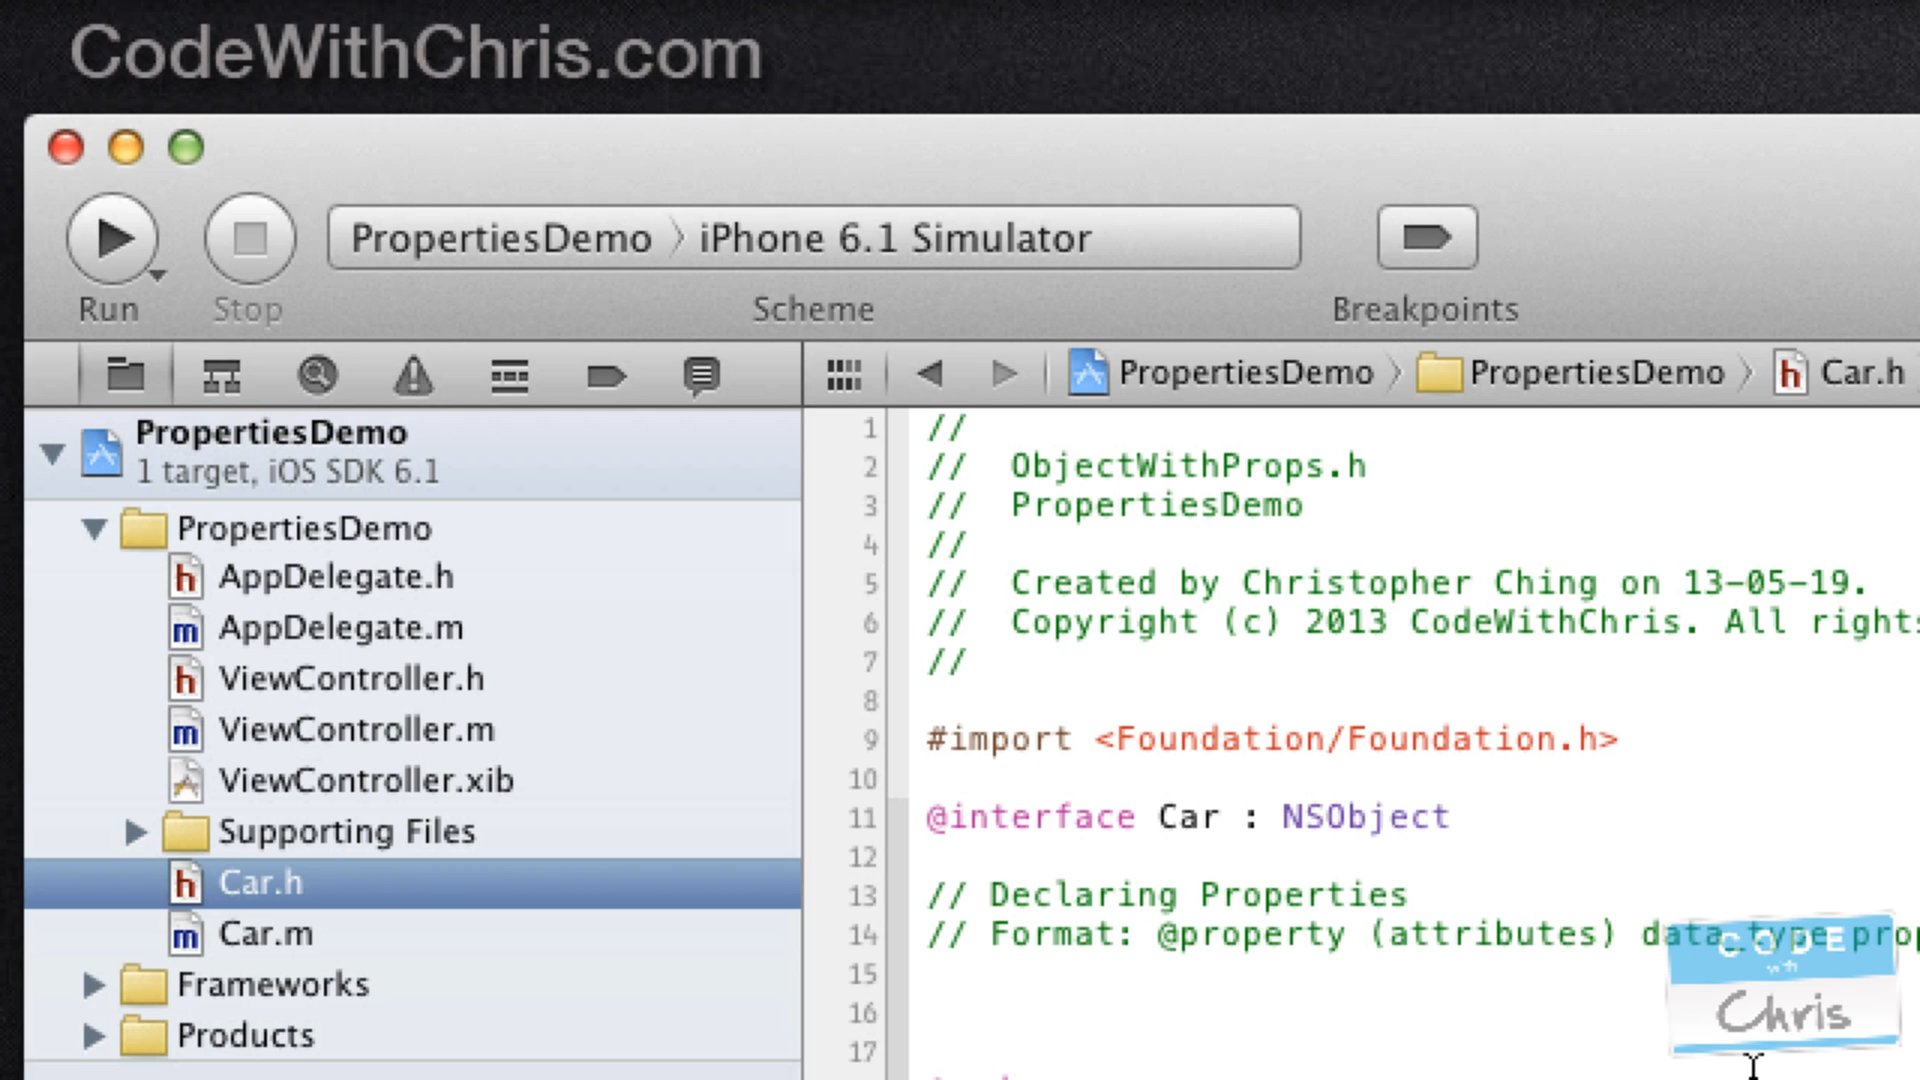 CodeWithChris.com
PropertiesDemo 〉 iPhone 6.1 Simulator
Run Stop Scheme Breakpoints
PropertiesDemo 〉 PropertiesDemo 〉 h Car.h
PropertiesDemo
1 target, iOS SDK 6.1
PropertiesDemo
h AppDelegate.h
m AppDelegate.m
h ViewController.h
m ViewController.m
ViewController.xib
Supporting Files
h Car.h
m Car.m
Frameworks
Products
1 //
2 //  ObjectWithProps.h
3 //  PropertiesDemo
4 //
5 //  Created by Christopher Ching on 13-05-19.
6 //  Copyright (c) 2013 CodeWithChris. All rights
7 //
8
9 #import <Foundation/Foundation.h>
10
11 @interface Car : NSObject
12
13 // Declaring Properties
14 // Format: @property (attributes) data_type prop
15
16
17
CODE
with
Chris